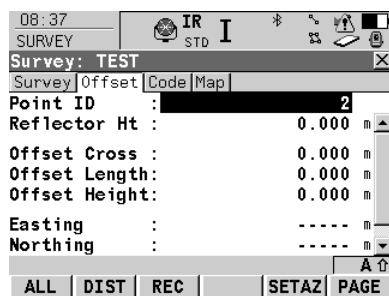 08:37
SURVEY
IR
STD
I
Survey: TEST
Survey Offset Code Map
Point ID : 2
Reflector Ht : 0.000 m
Offset Cross : 0.000 m
Offset Length: 0.000 m
Offset Height: 0.000 m
Easting : ----- m
Northing : ----- m
A
ALL DIST REC SETAZ PAGE